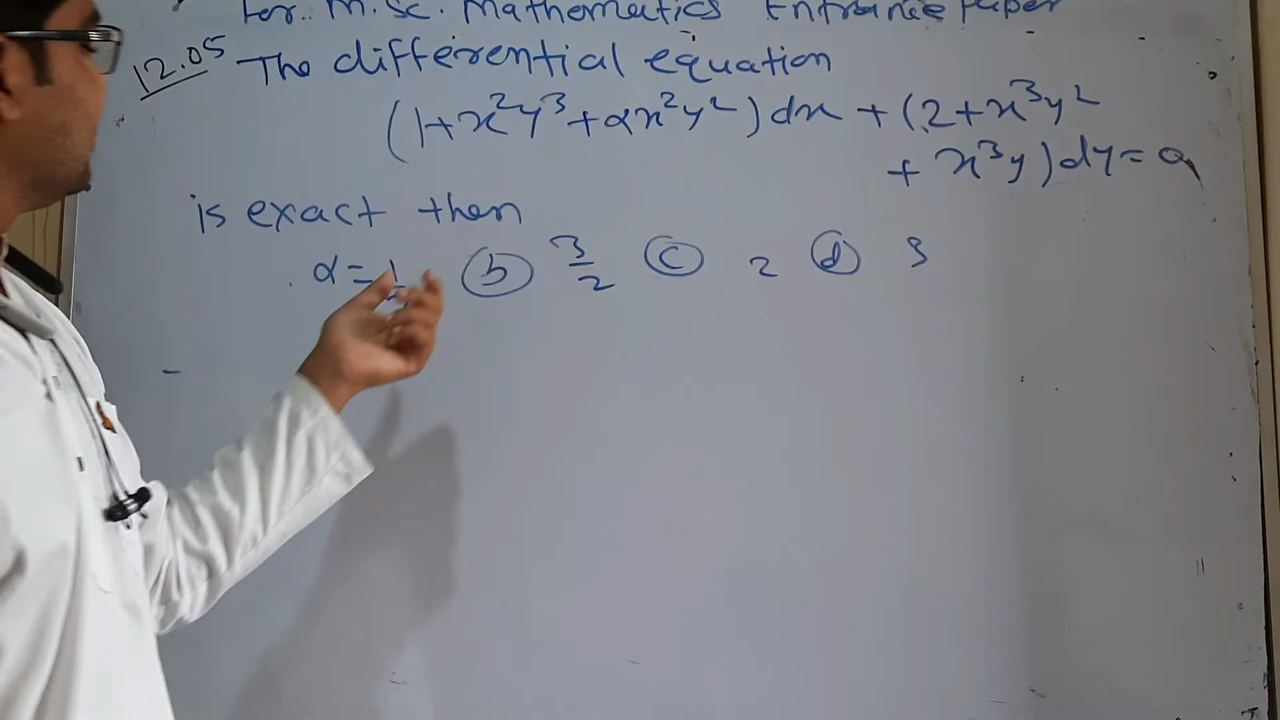 For.. M.Sc. Mathematics Entrance Paper
12.05 The differential equation
(1+x²y³+αx²y²)dx + (2+x³y²
+ x³y)dy=0
is exact then
α= (b) 3/2 (c) 2 (d) 3